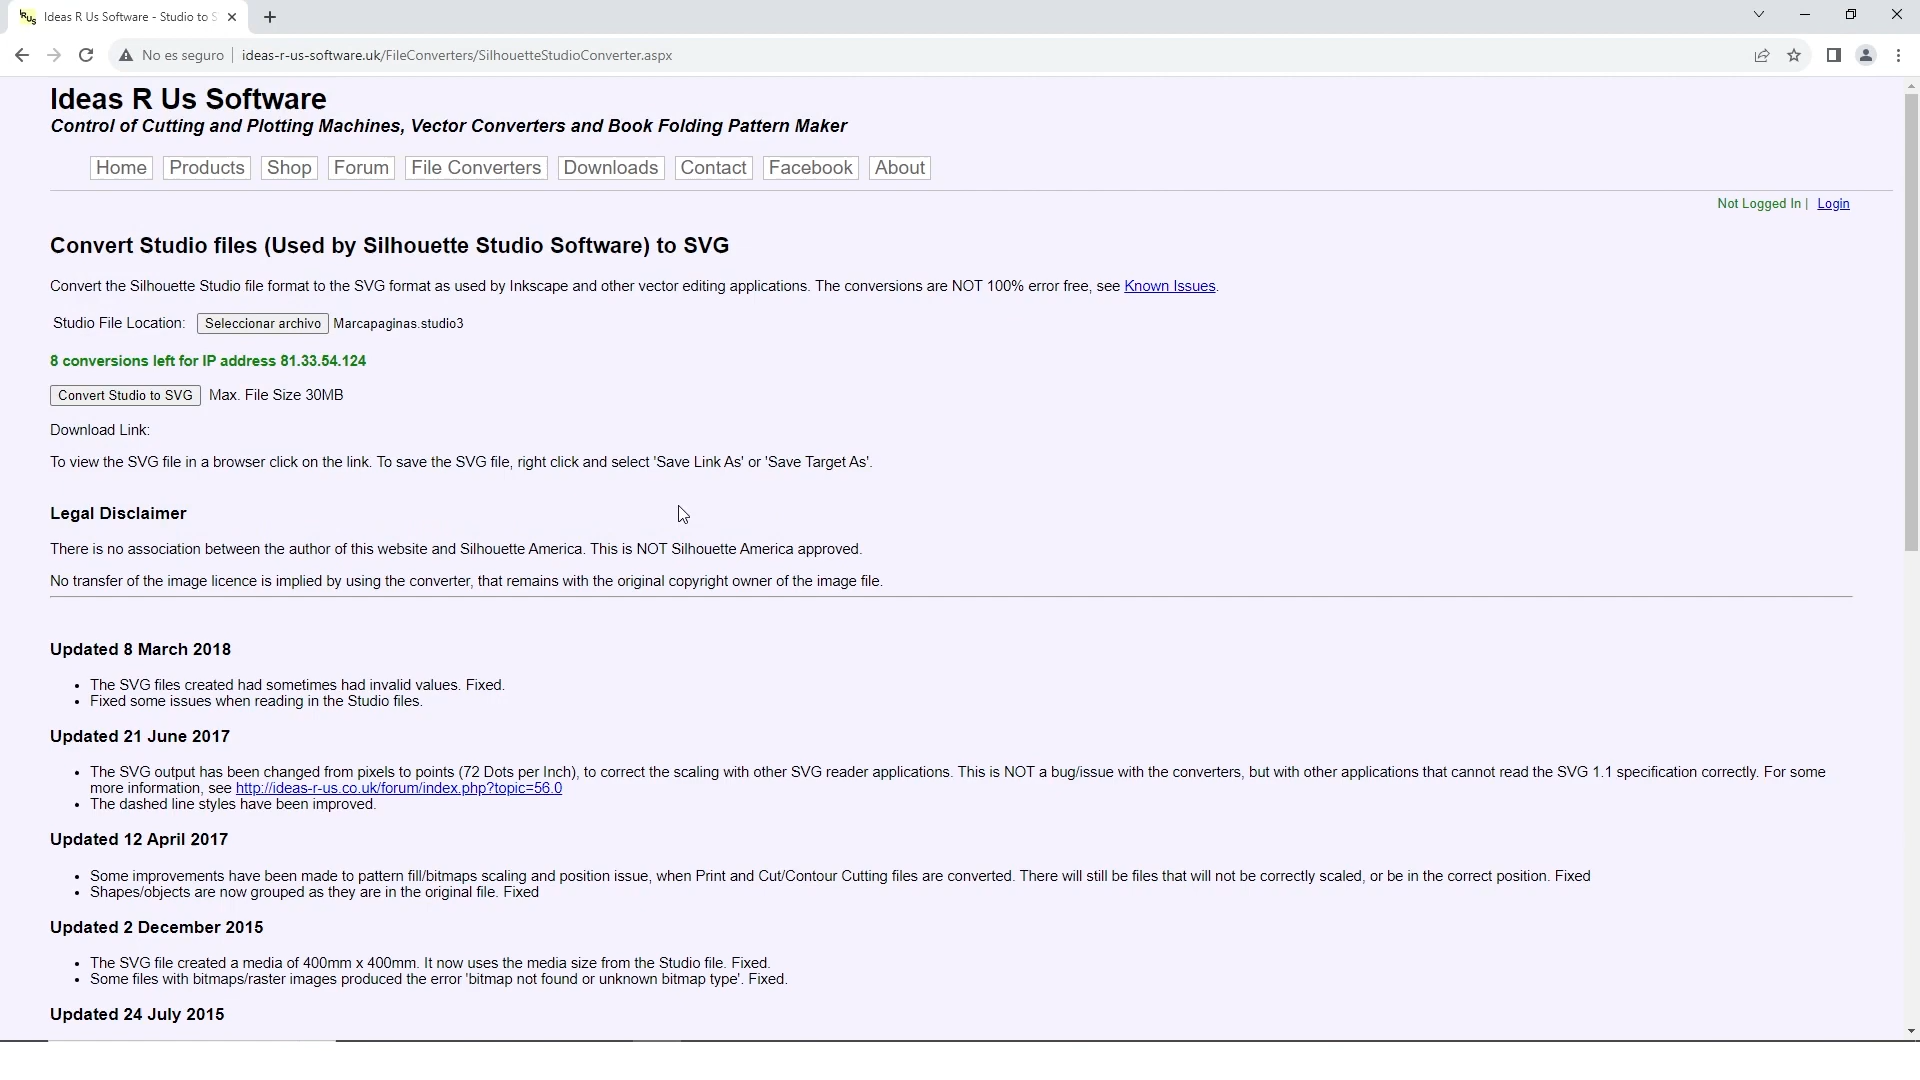 Ideas R Us Software - Studio to S
No es seguro
ideas-r-us-software.uk/FileConverters/SilhouetteStudioConverter.aspx
Ideas R Us Software
Control of Cutting and Plotting Machines, Vector Converters and Book Folding Pattern Maker
Home Products Shop Forum File Converters Downloads Contact Facebook About
Not Logged In | Login
Convert Studio files (Used by Silhouette Studio Software) to SVG
Convert the Silhouette Studio file format to the SVG format as used by Inkscape and other vector editing applications. The conversions are NOT 100% error free, see Known Issues.
Studio File Location: Seleccionar archivo Marcapaginas.studio3
8 conversions left for IP address 81.33.54.124
Convert Studio to SVG Max. File Size 30MB
Download Link:
To view the SVG file in a browser click on the link. To save the SVG file, right click and select 'Save Link As' or 'Save Target As'.
Legal Disclaimer
There is no association between the author of this website and Silhouette America. This is NOT Silhouette America approved.
No transfer of the image licence is implied by using the converter, that remains with the original copyright owner of the image file.
Updated 8 March 2018
• The SVG files created had sometimes had invalid values. Fixed.
• Fixed some issues when reading in the Studio files.
Updated 21 June 2017
• The SVG output has been changed from pixels to points (72 Dots per Inch), to correct the scaling with other SVG reader applications. This is NOT a bug/issue with the converters, but with other applications that cannot read the SVG 1.1 specification correctly. For some
more information, see http://ideas-r-us.co.uk/forum/index.php?topic=56.0
• The dashed line styles have been improved.
Updated 12 April 2017
• Some improvements have been made to pattern fill/bitmaps scaling and position issue, when Print and Cut/Contour Cutting files are converted. There will still be files that will not be correctly scaled, or be in the correct position. Fixed
• Shapes/objects are now grouped as they are in the original file. Fixed
Updated 2 December 2015
• The SVG file created a media of 400mm x 400mm. It now uses the media size from the Studio file. Fixed.
• Some files with bitmaps/raster images produced the error 'bitmap not found or unknown bitmap type'. Fixed.
Updated 24 July 2015